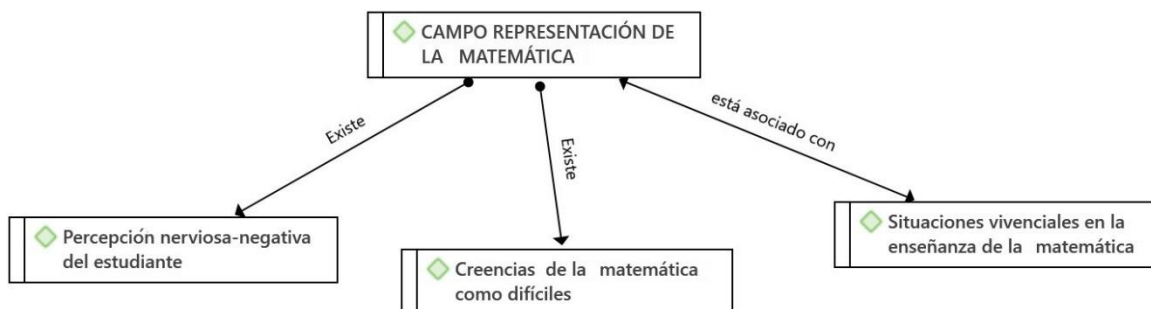 CAMPO REPRESENTACIÓN DE
LA MATEMÁTICA
Existe
Existe
está asociado con
Percepción nerviosa-negativa
del estudiante
Creencias de la matemática
como difíciles
Situaciones vivenciales en la
enseñanza de la matemática